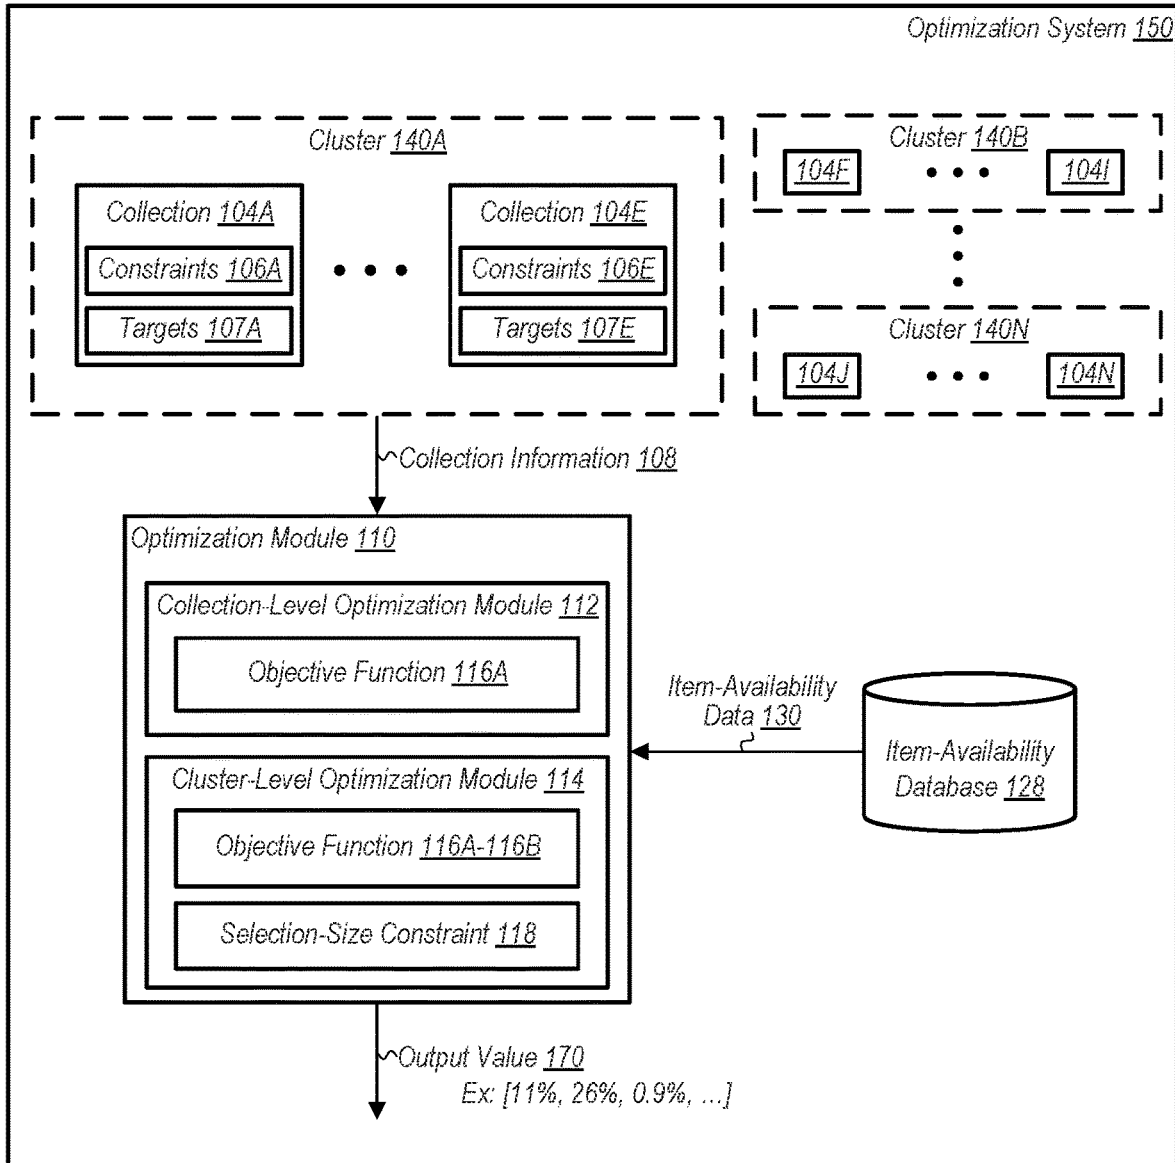 Optimization System 150
Cluster 140A
Collection 104A
Constraints 106A
Targets 107A
Collection 104E
Constraints 106E
Targets 107E
Cluster 140B
104F
104I
Cluster 140N
104J
104N
Collection Information 108
Optimization Module 110
Collection-Level Optimization Module 112
Objective Function 116A
Cluster-Level Optimization Module 114
Objective Function 116A-116B
Selection-Size Constraint 118
Item-Availability
Data 130
Item-Availability
Database 128
Output Value 170
Ex: [11%, 26%, 0.9%, ...]